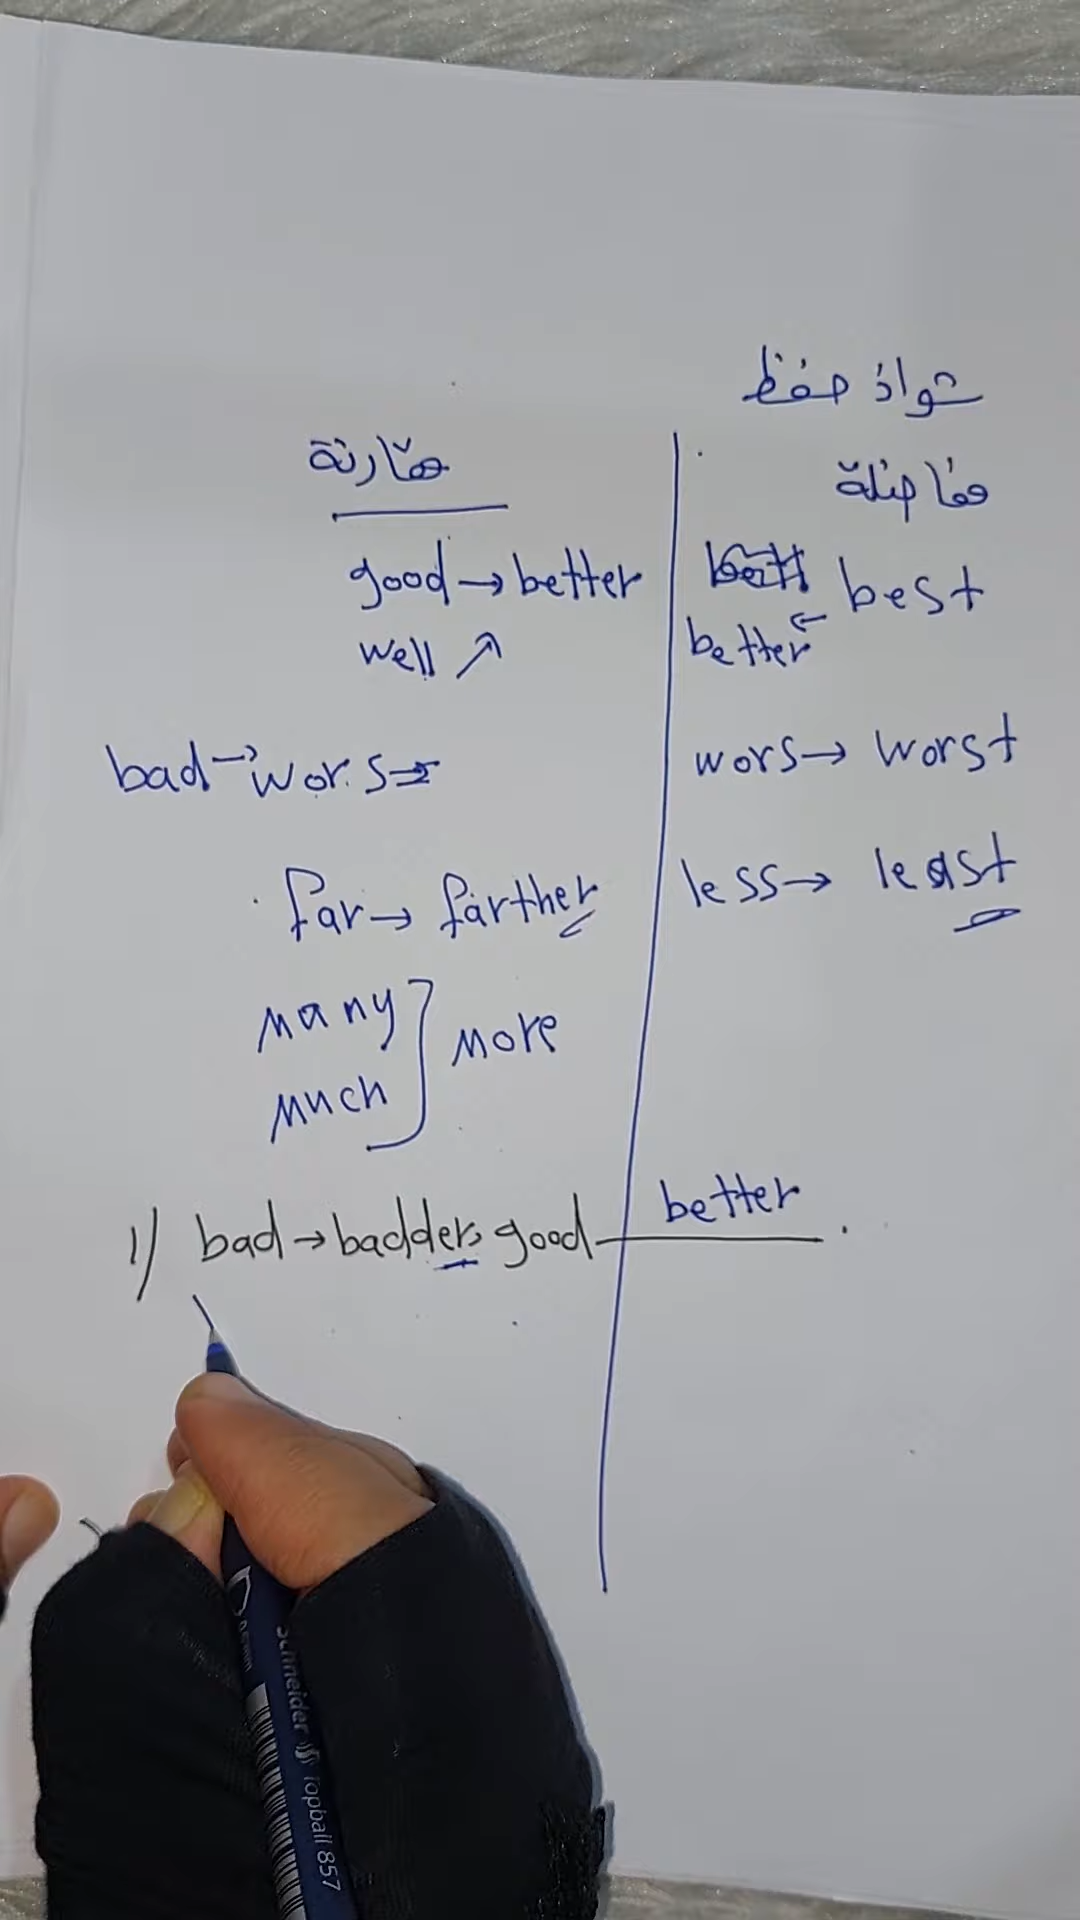 شواذ حفظ
مقارنة
مفاضلة
good → better
best
well ↗
better ←
bad → wors
wors → worst
far → farther
less → least
many
much
more
1/ bad → badder, good better .
Schneider Topball 857